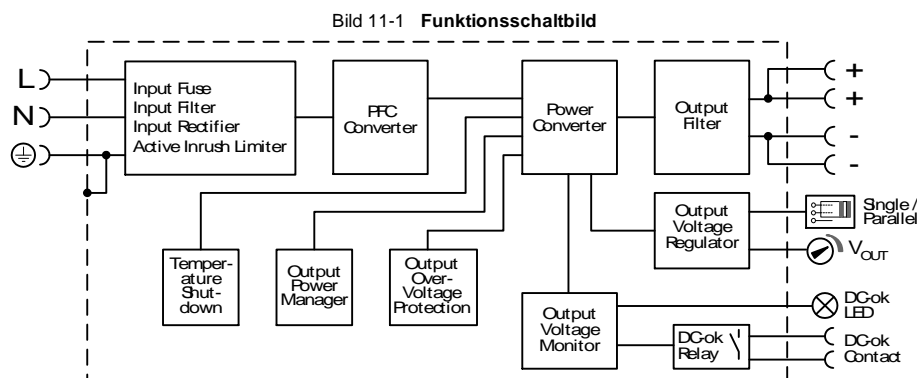 Bild 11-1 Funktionsschaltbild
L
N
Input Fuse
Input Filter
Input Rectifier
Active Inrush Limiter
PFC
Converter
Power
Converter
Output
Filter
+
+
-
-
Output
Voltage
Regulator
Single /
Parallel
VOUT
Temper-
ature
Shut-
down
Output
Power
Manager
Output
Over-
Voltage
Protection
Output
Voltage
Monitor
DC-ok
LED
DC-ok
Relay
DC-ok
Contact